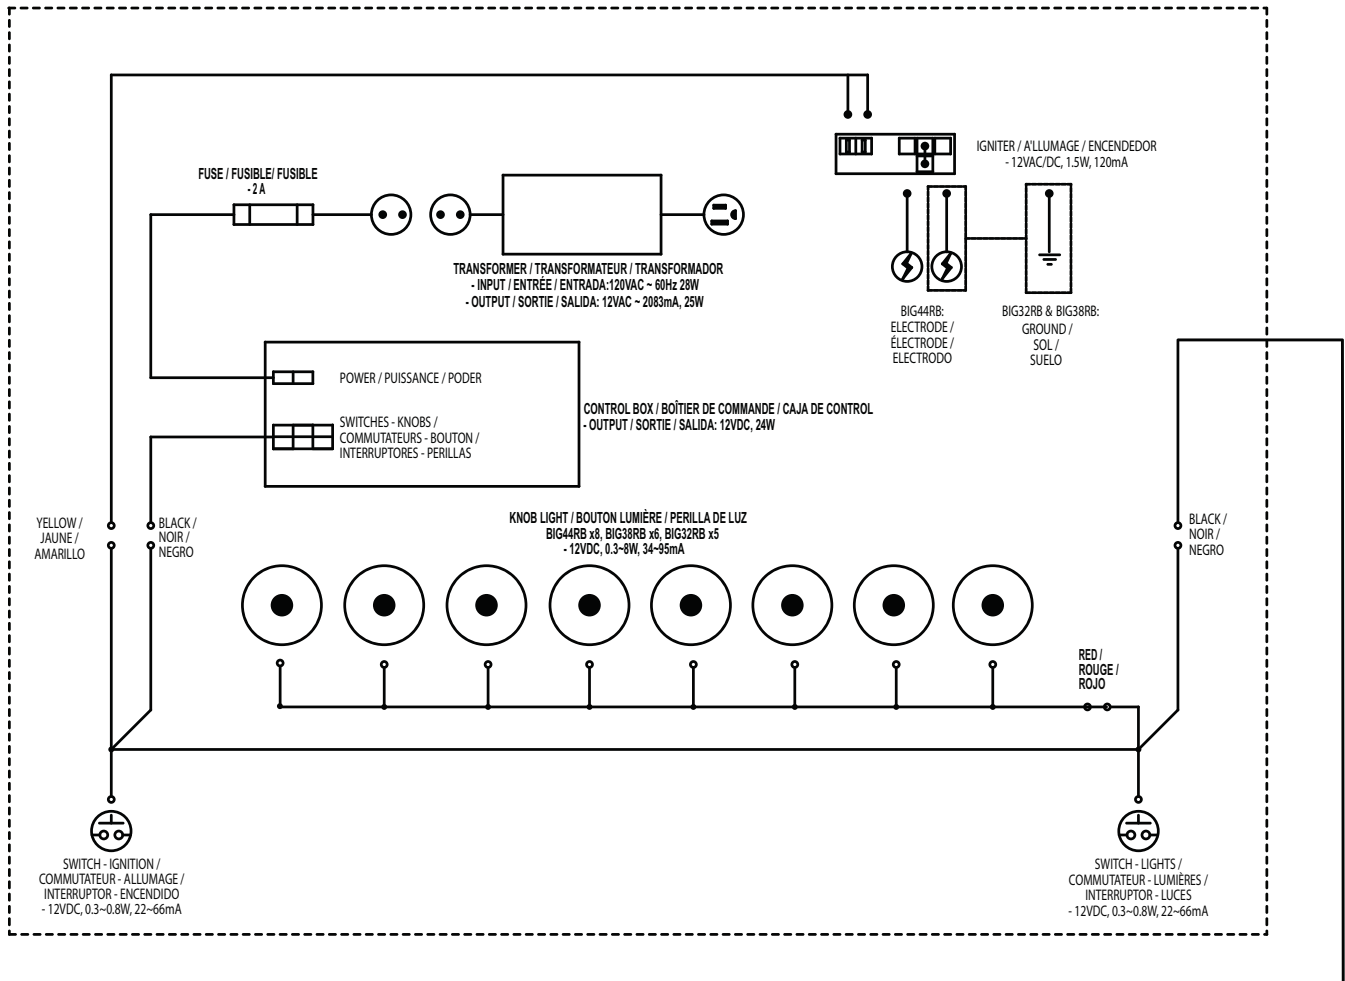 IGNITER / A'LLUMAGE / ENCENDEDOR
- 12VAC/DC, 1.5W, 120mA
FUSE / FUSIBLE/ FUSIBLE
- 2 A
TRANSFORMER / TRANSFORMATEUR / TRANSFORMADOR
- INPUT / ENTRÉE / ENTRADA:120VAC ~ 60Hz 28W
- OUTPUT / SORTIE / SALIDA: 12VAC ~ 2083mA, 25W
BIG44RB:
ELECTRODE /
ÉLECTRODE /
ELECTRODO
BIG32RB & BIG38RB:
GROUND /
SOL /
SUELO
POWER / PUISSANCE / PODER
SWITCHES - KNOBS /
COMMUTATEURS - BOUTON /
INTERRUPTORES - PERILLAS
CONTROL BOX / BOÎTIER DE COMMANDE / CAJA DE CONTROL
- OUTPUT / SORTIE / SALIDA: 12VDC, 24W
YELLOW /
JAUNE /
AMARILLO
BLACK /
NOIR /
NEGRO
KNOB LIGHT / BOUTON LUMIÈRE / PERILLA DE LUZ
BIG44RB x8, BIG38RB x6, BIG32RB x5
- 12VDC, 0.3~8W, 34~95mA
BLACK /
NOIR /
NEGRO
RED /
ROUGE /
ROJO
SWITCH - IGNITION /
COMMUTATEUR - ALLUMAGE /
INTERRUPTOR - ENCENDIDO
- 12VDC, 0.3~0.8W, 22~66mA
SWITCH - LIGHTS /
COMMUTATEUR - LUMIÈRES /
INTERRUPTOR - LUCES
- 12VDC, 0.3~0.8W, 22~66mA